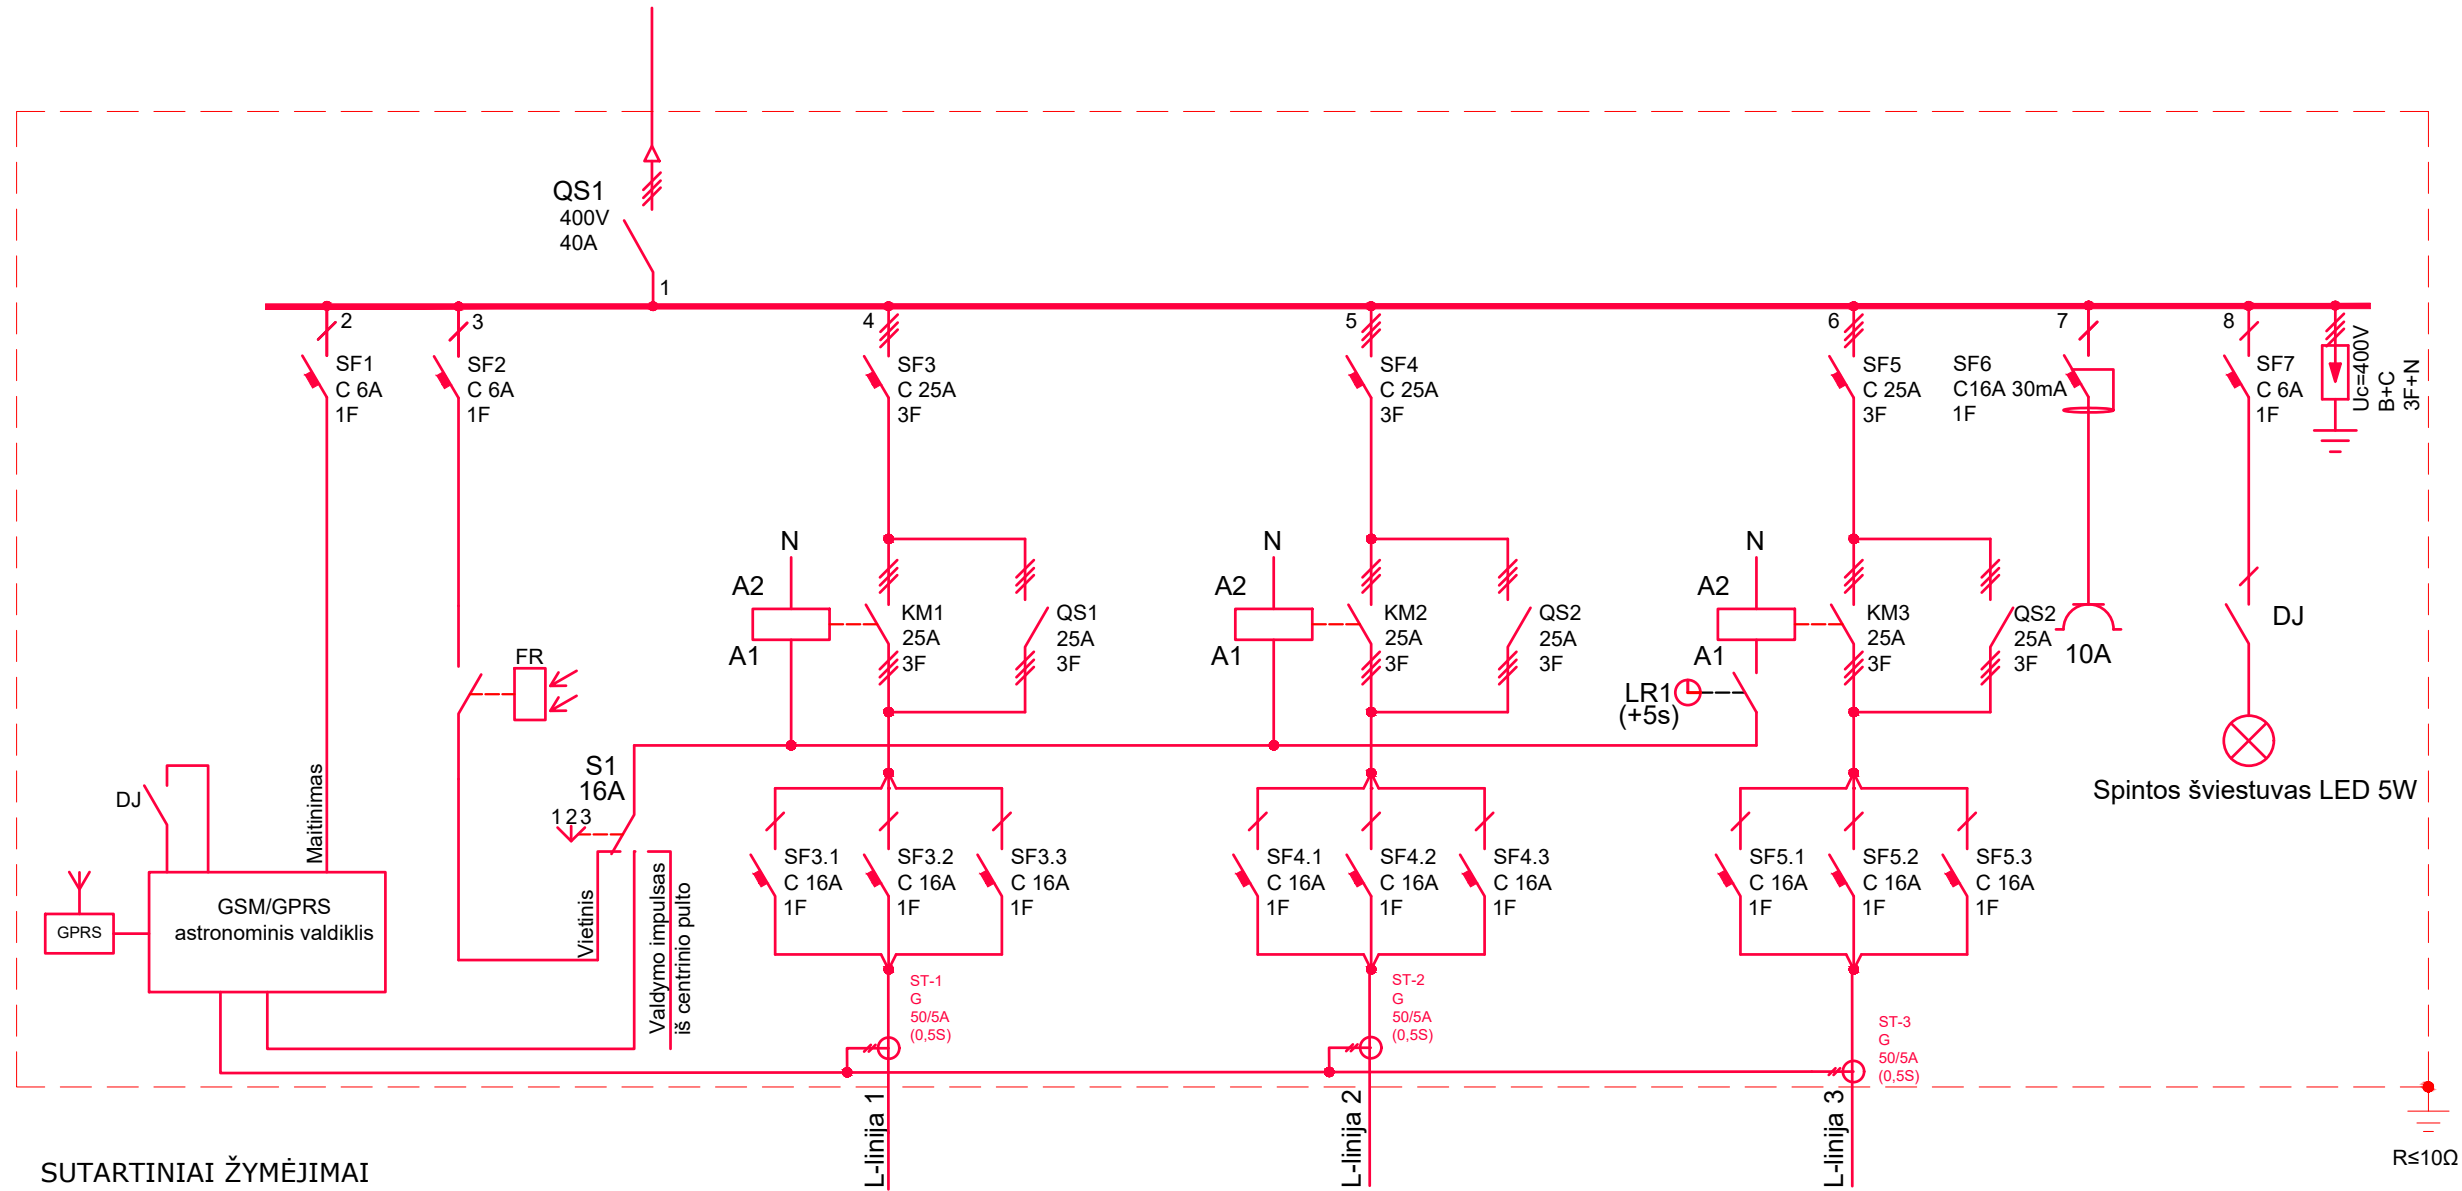 QS1
400V
40A
1
2
SF1
C 6A
1F
3
SF2
C 6A
1F
4
SF3
C 25A
3F
5
SF4
C 25A
3F
6
SF5
C 25A
3F
7
SF6
C16A 30mA
1F
8
SF7
C 6A
1F
Uc=400V
B+C
3F+N
N
A2
A1
KM1
25A
3F
QS1
25A
3F
N
A2
A1
KM2
25A
3F
QS2
25A
3F
N
A2
A1
KM3
25A
3F
QS2
25A
3F
LR1
(+5s)
10A
DJ
Spintos šviestuvas LED 5W
FR
S1
16A
1 2 3
DJ
Maitinimas
GPRS
GSM/GPRS
astronominis valdiklis
Vietinis
Valdymo impulsas
iš centrinio pulto
SF3.1
C 16A
1F
SF3.2
C 16A
1F
SF3.3
C 16A
1F
SF4.1
C 16A
1F
SF4.2
C 16A
1F
SF4.3
C 16A
1F
SF5.1
C 16A
1F
SF5.2
C 16A
1F
SF5.3
C 16A
1F
ST-1
G
50/5A
(0,5S)
ST-2
G
50/5A
(0,5S)
ST-3
G
50/5A
(0,5S)
L-linija 1
L-linija 2
L-linija 3
R≤10Ω
SUTARTINIAI ŽYMĖJIMAI